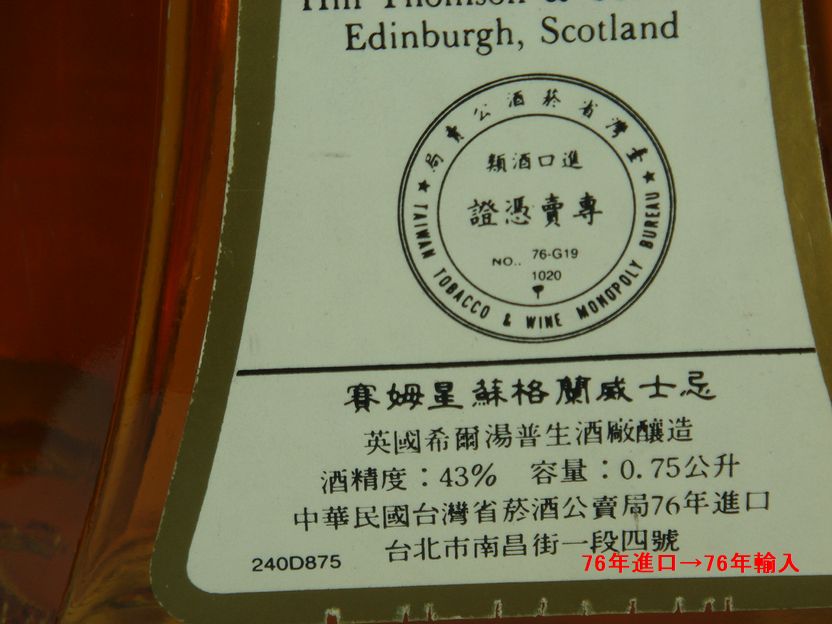 Edinburgh, Scotland
臺灣省菸酒公賣局
進口酒類
專賣憑證
NO.. 76-G19
1020
★ TAIWAN TOBACCO & WINE MONOPOLY BUREAU ★
賽姆星蘇格蘭威士忌
英國希爾湯普生酒廠釀造
酒精度：43% 容量：0.75公升
中華民國台灣省菸酒公賣局76年進口
台北市南昌街一段四號
240D875
76年進口→76年輸入